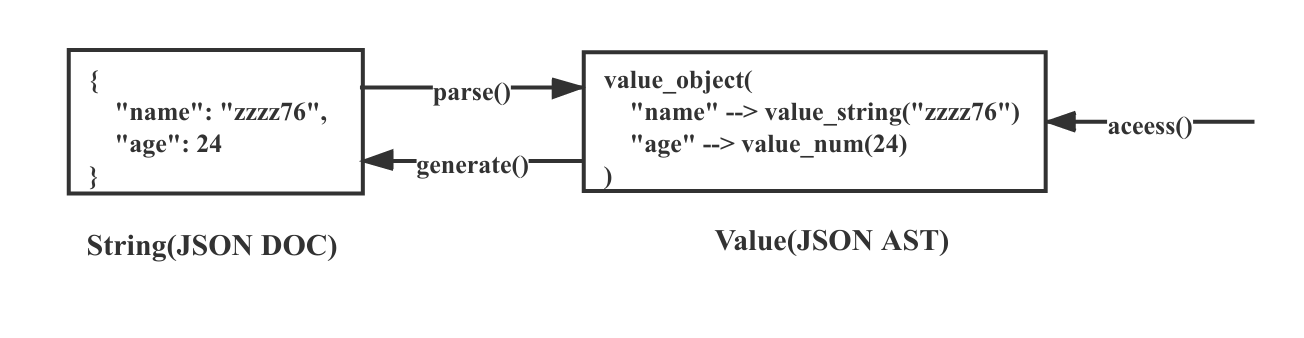 {
"name": "zzzz76",
"age": 24
}
parse()
generate()
value_object(
"name" --> value_string("zzzz76")
"age" --> value_num(24)
)
aceess()
String(JSON DOC)
Value(JSON AST)